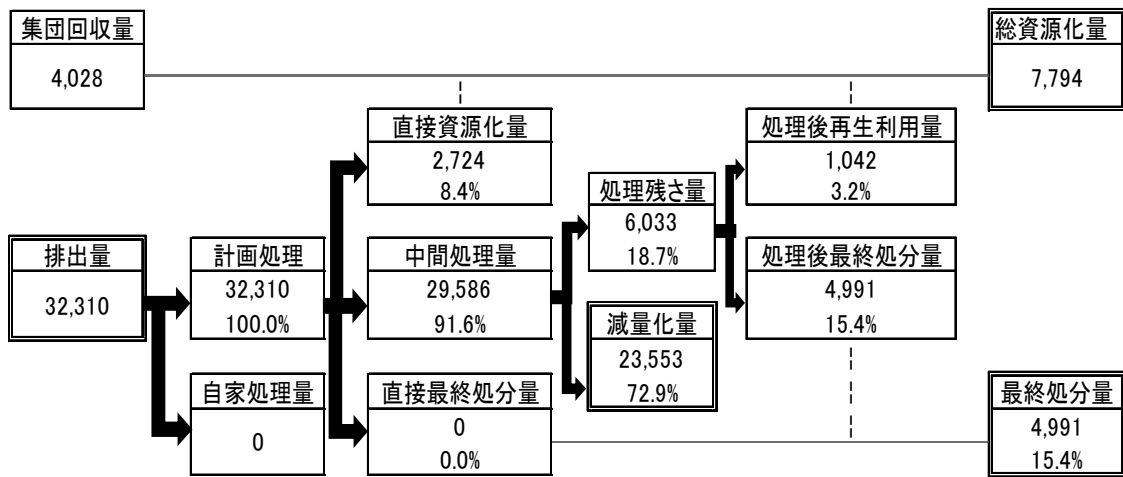 集団回収量
4,028
総資源化量
7,794
直接資源化量
2,724
8.4%
処理後再生利用量
1,042
3.2%
処理残さ量
6,033
18.7%
排出量
32,310
計画処理
32,310
100.0%
中間処理量
29,586
91.6%
処理後最終処分量
4,991
15.4%
減量化量
23,553
72.9%
自家処理量
0
直接最終処分量
0
0.0%
最終処分量
4,991
15.4%